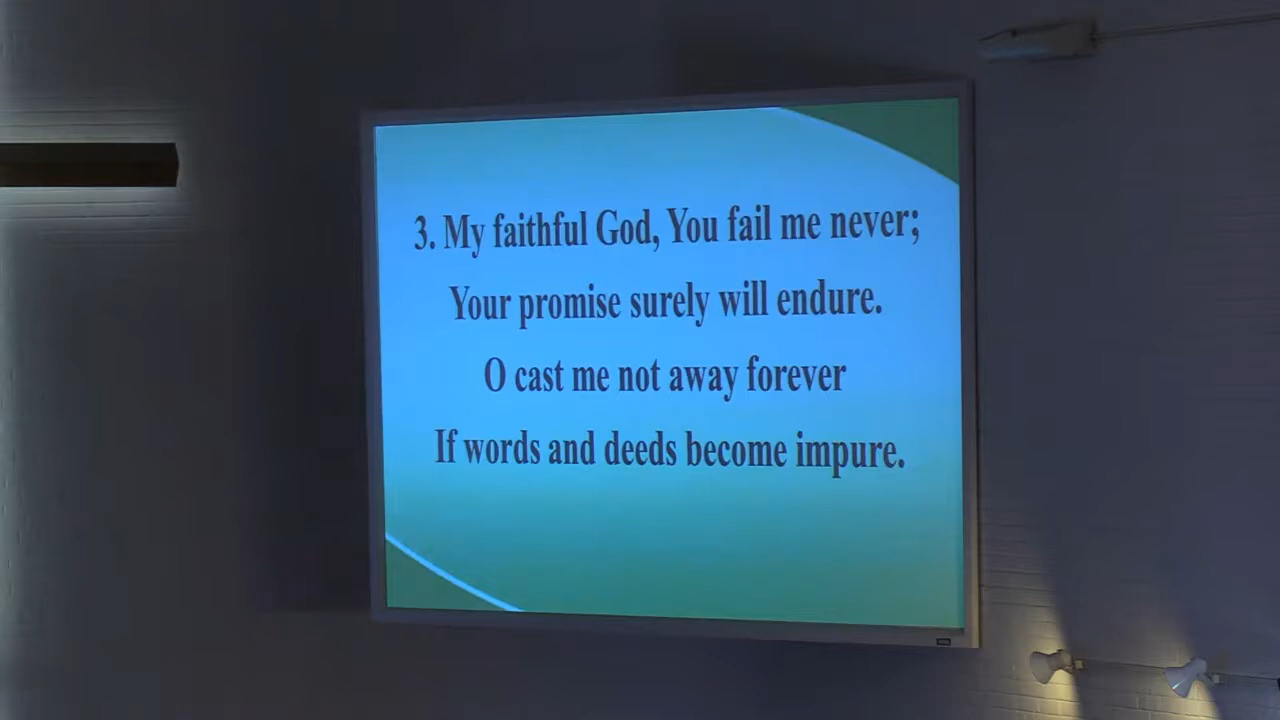 3. My faithful God, You fail me never;
Your promise surely will endure.
O cast me not away forever
If words and deeds become impure.